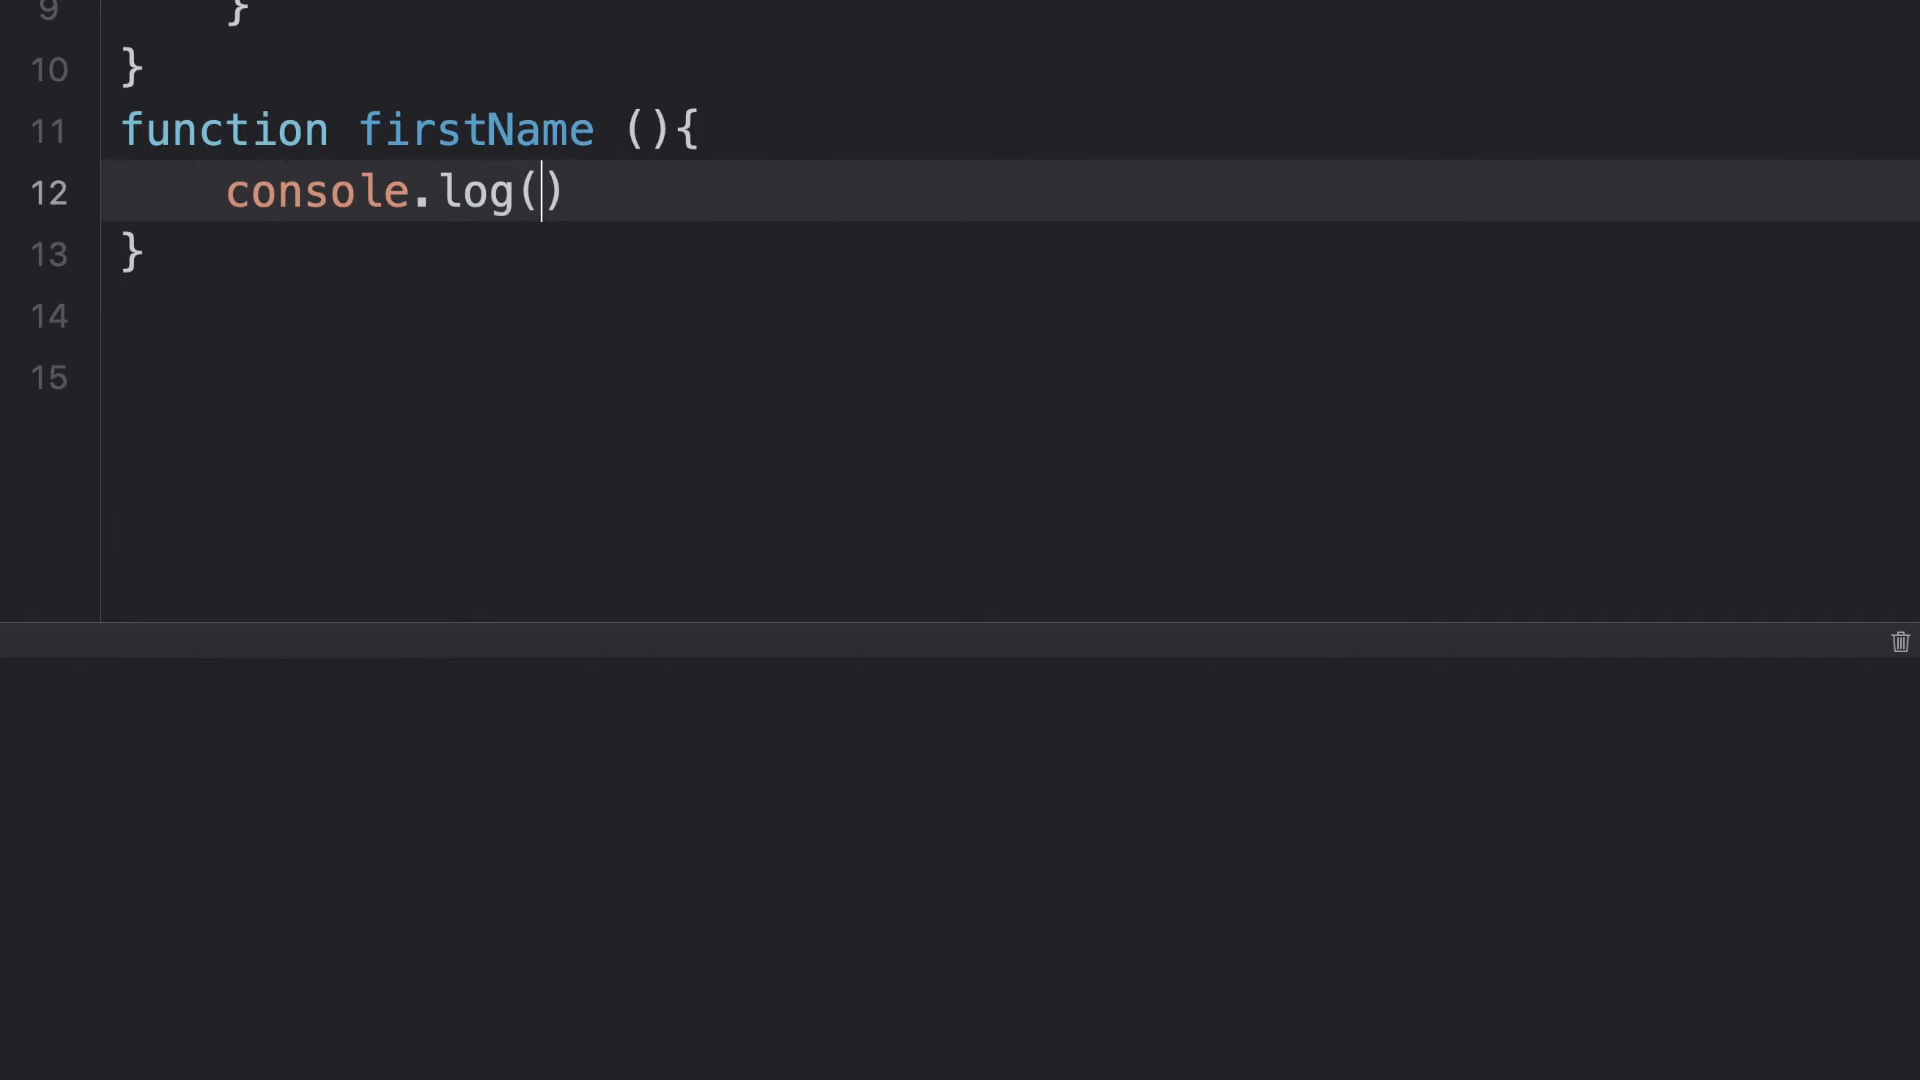 9 }
10 }
11 function firstName (){
12 console.log()
13 }
14
15